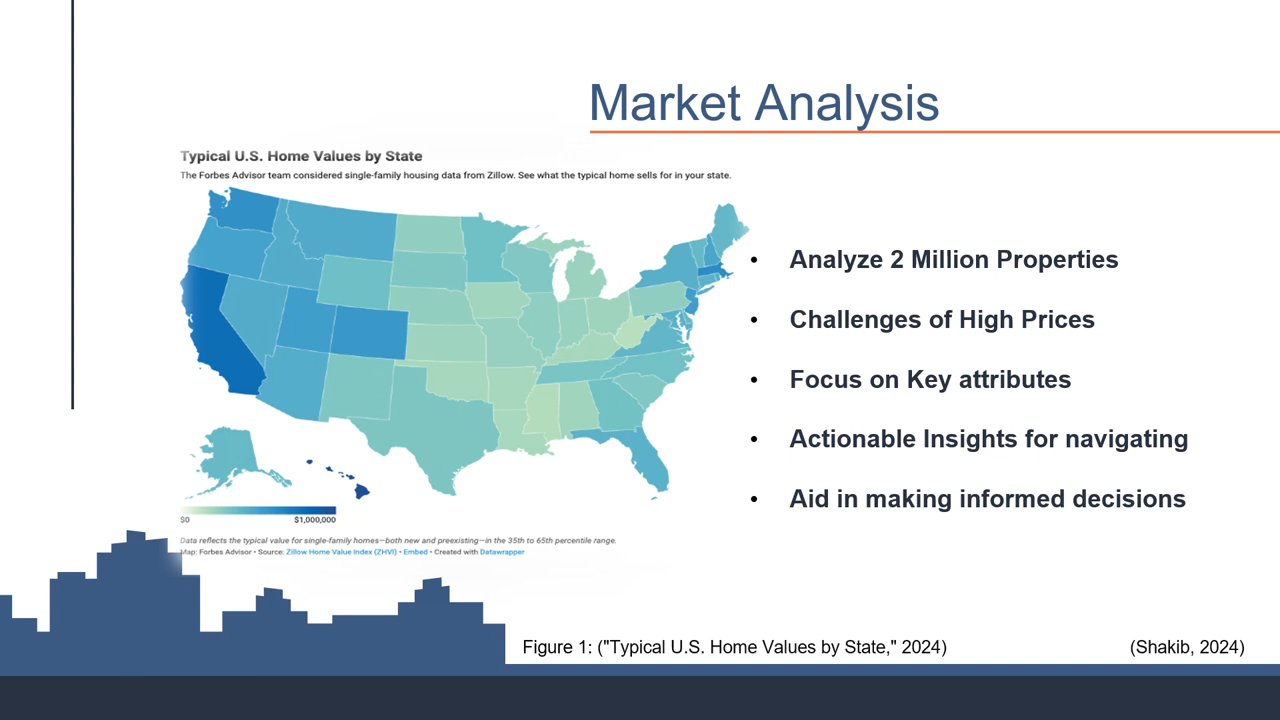 Market Analysis
Typical U.S. Home Values by State
The Forbes Advisor team considered single-family housing data from Zillow. See what the typical home sells for in your state.
• Analyze 2 Million Properties
• Challenges of High Prices
• Focus on Key attributes
• Actionable Insights for navigating
• Aid in making informed decisions
$0 $1,000,000
Data reflects the typical value for single-family homes—both new and preexisting—in the 35th to 65th percentile range.
Map: Forbes Advisor • Source: Zillow Home Value Index (ZHVI) • Embed • Created with Datawrapper
Figure 1: ("Typical U.S. Home Values by State," 2024) (Shakib, 2024)